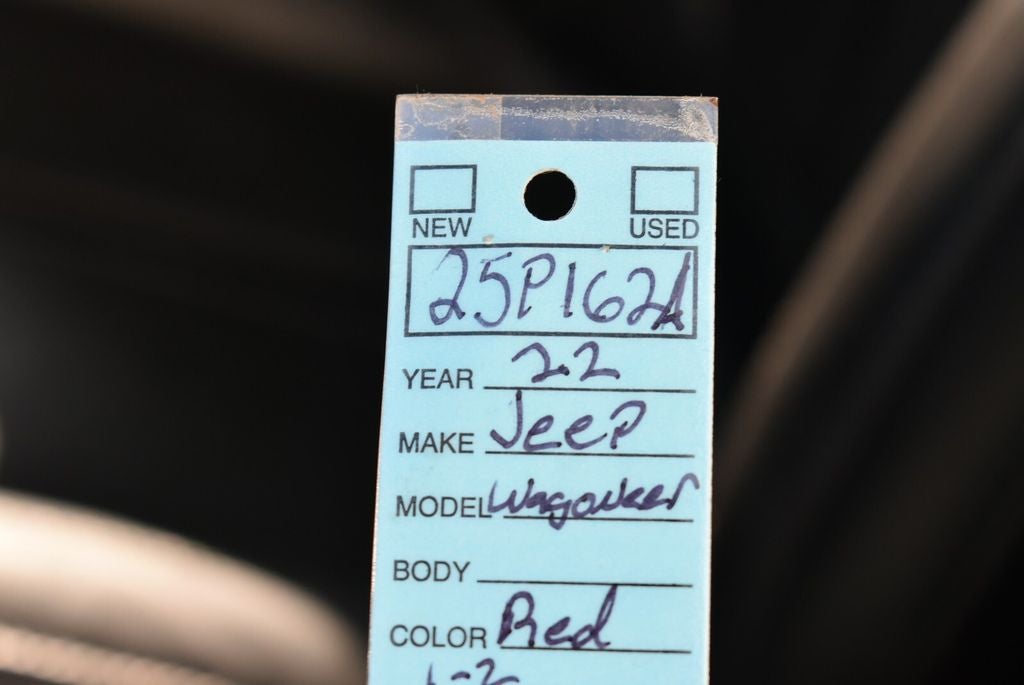 NEW USED
25P162A
YEAR 22
MAKE Jeep
MODEL Wagoneer
BODY
COLOR Red